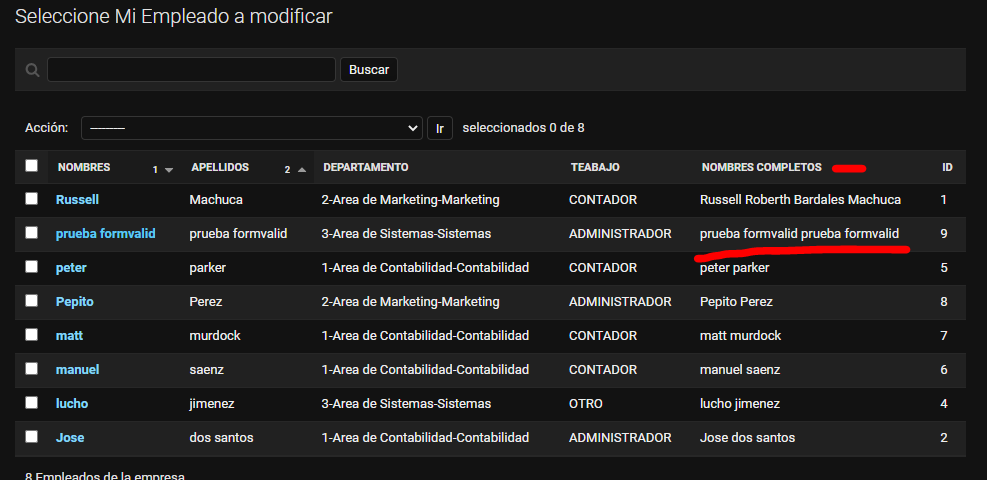 Seleccione Mi Empleado a modificar
Buscar
Acción: --------- Ir seleccionados 0 de 8
NOMBRES 1 APELLIDOS 2 DEPARTAMENTO TEABAJO NOMBRES COMPLETOS ID
Russell Machuca 2-Area de Marketing-Marketing CONTADOR Russell Roberth Bardales Machuca 1
prueba formvalid prueba formvalid 3-Area de Sistemas-Sistemas ADMINISTRADOR prueba formvalid prueba formvalid 9
peter parker 1-Area de Contabilidad-Contabilidad CONTADOR peter parker 5
Pepito Perez 2-Area de Marketing-Marketing ADMINISTRADOR Pepito Perez 8
matt murdock 1-Area de Contabilidad-Contabilidad CONTADOR matt murdock 7
manuel saenz 1-Area de Contabilidad-Contabilidad CONTADOR manuel saenz 6
lucho jimenez 3-Area de Sistemas-Sistemas OTRO lucho jimenez 4
Jose dos santos 1-Area de Contabilidad-Contabilidad ADMINISTRADOR Jose dos santos 2
8 Empleados de la empresa